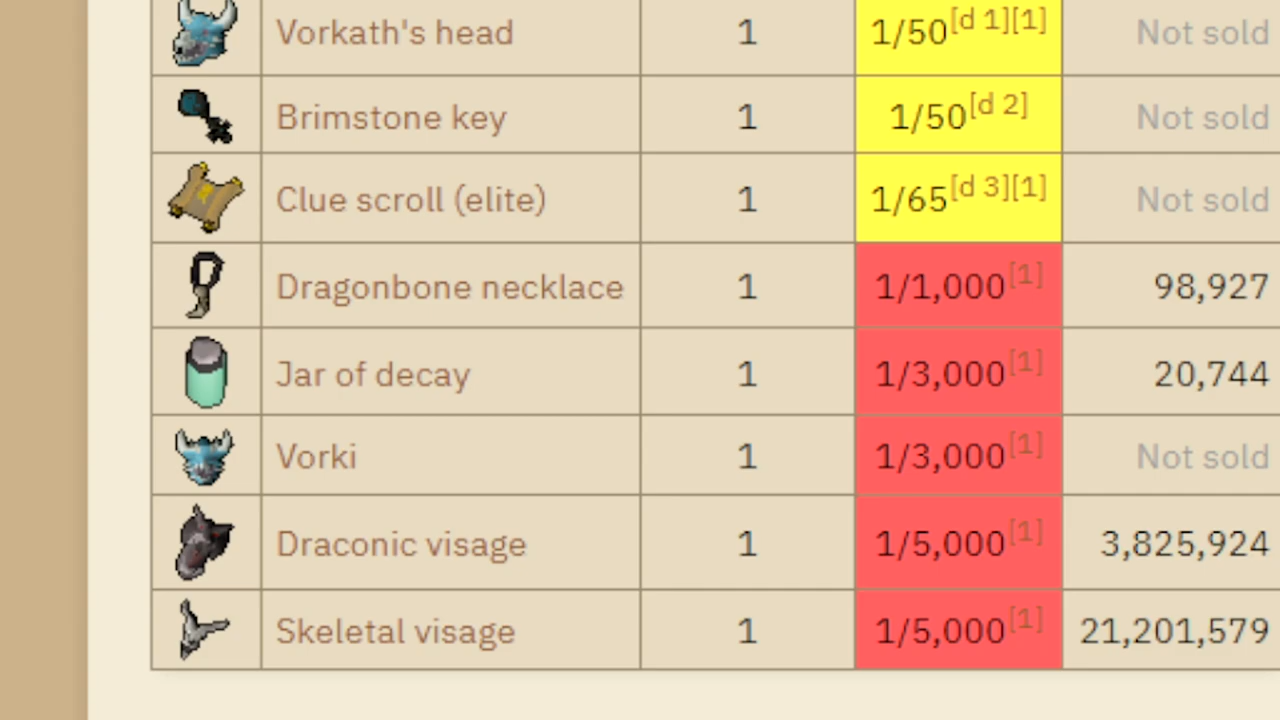 Vorkath's head 1 1/50[d 1][1] Not sold
Brimstone key 1 1/50[d 2] Not sold
Clue scroll (elite) 1 1/65[d 3][1] Not sold
Dragonbone necklace 1 1/1,000[1] 98,927
Jar of decay 1 1/3,000[1] 20,744
Vorki 1 1/3,000[1] Not sold
Draconic visage 1 1/5,000[1] 3,825,924
Skeletal visage 1 1/5,000[1] 21,201,579